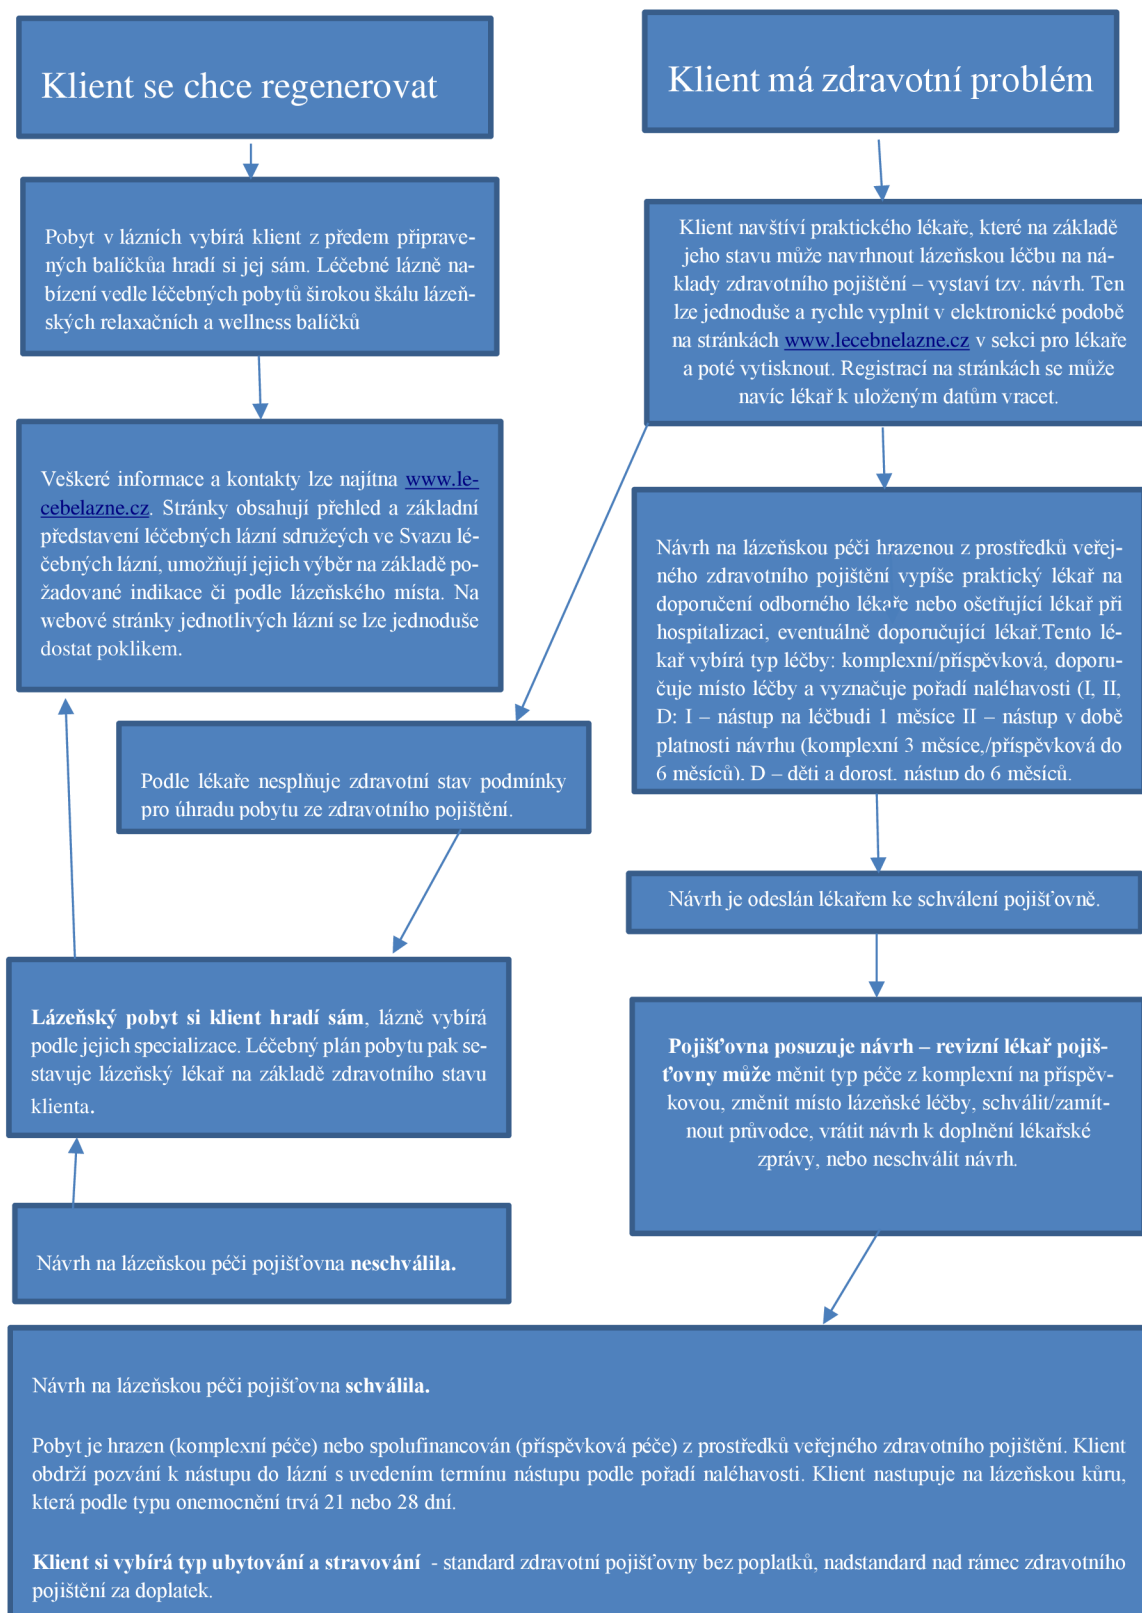 Klient se chce regenerovat
Pobyt v lázních vybírá klient z předem připrave-
ných balíčkůa hradí si jej sám. Léčebné lázně na-
bízení vedle léčebných pobytů širokou škálu lázeň-
ských relaxačních a wellness balíčků
Veškeré informace a kontakty lze najítna www.le-
cebelazne.cz. Stránky obsahují přehled a základní
představení léčebných lázní sdružeých ve Svazu lé-
čebných lázní, umožňují jejich výběr na základě po-
žadované indikace či podle lázeňského místa. Na
webové stránky jednotlivých lázní se lze jednoduše
dostat poklikem.
Klient má zdravotní problém
Klient navštíví praktického lékaře, které na základě
jeho stavu může navrhnout lázeňskou léčbu na ná-
klady zdravotního pojištění – vystaví tzv. návrh. Ten
lze jednoduše a rychle vyplnit v elektronické podobě
na stránkách www.lecebnelazne.cz v sekci pro lékaře
a poté vytisknout. Registrací na stránkách se může
navíc lékař k uloženým datům vracet.
Návrh na lázeňskou péči hrazenou z prostředků veřej-
ného zdravotního pojištění vypíše praktický lékař na
doporučení odborného lékaře nebo ošetřující lékař při
hospitalizaci, eventuálně doporučující lékař.Tento lé-
kař vybírá typ léčby: komplexní/příspěvková, doporu-
čuje místo léčby a vyznačuje pořadí naléhavosti (I, II,
D: I – nástup na léčbudi 1 měsíce II – nástup v době
platnosti návrhu (komplexní 3 měsíce,/příspěvková do
6 měsíců). D – děti a dorost, nástup do 6 měsíců.
Podle lékaře nesplňuje zdravotní stav podmínky
pro úhradu pobytu ze zdravotního pojištění.
Návrh je odeslán lékařem ke schválení pojišťovně.
Lázeňský pobyt si klient hradí sám, lázně vybírá
podle jejich specializace. Léčebný plán pobytu pak se-
stavuje lázeňský lékař na základě zdravotního stavu
klienta.
Pojišťovna posuzuje návrh – revizní lékař pojiš-
ťovny může měnit typ péče z komplexní na příspěv-
kovou, změnit místo lázeňské léčby, schválit/zamít-
nout průvodce, vrátit návrh k doplnění lékařské
zprávy, nebo neschválit návrh.
Návrh na lázeňskou péči pojišťovna neschválila.
Návrh na lázeňskou péči pojišťovna schválila.
Pobyt je hrazen (komplexní péče) nebo spolufinancován (příspěvková péče) z prostředků veřejného zdravotního pojištění. Klient
obdrží pozvání k nástupu do lázní s uvedením termínu nástupu podle pořadí naléhavosti. Klient nastupuje na lázeňskou kůru,
která podle typu onemocnění trvá 21 nebo 28 dní.
Klient si vybírá typ ubytování a stravování - standard zdravotní pojišťovny bez poplatků, nadstandard nad rámec zdravotního
pojištění za doplatek.